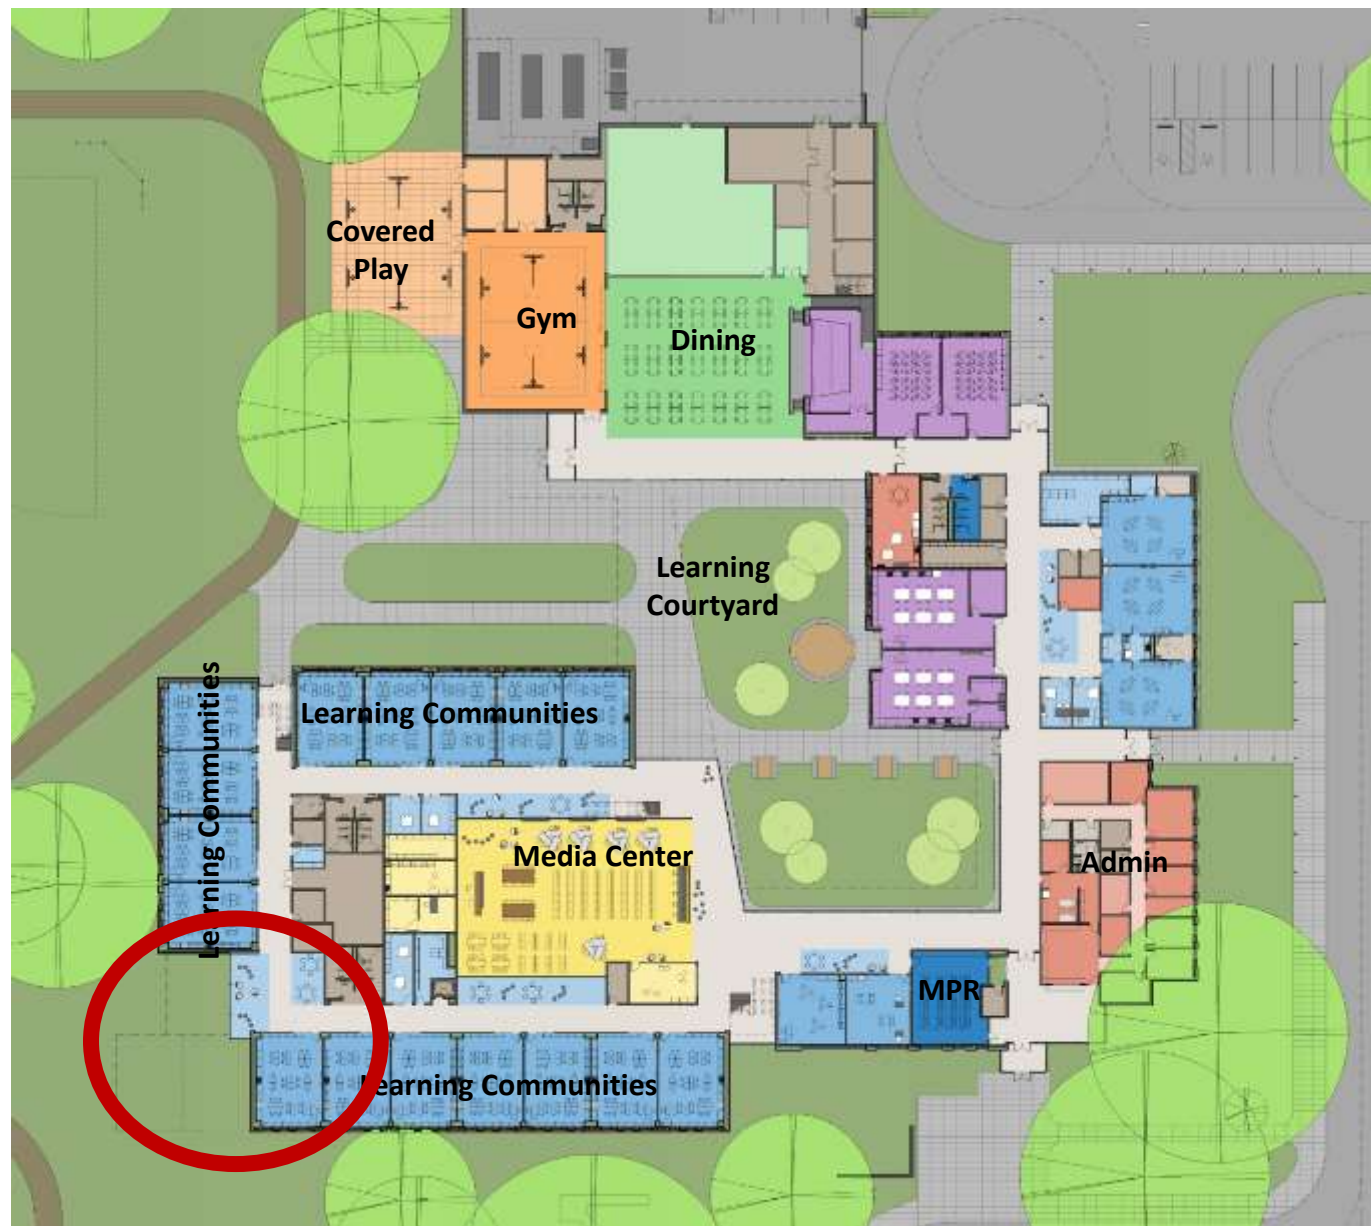 Covered
Play
Gym
Dining
Learning
Courtyard
Learning Communities
Learning Communities
Media Center
Admin
MPR
Learning Communities